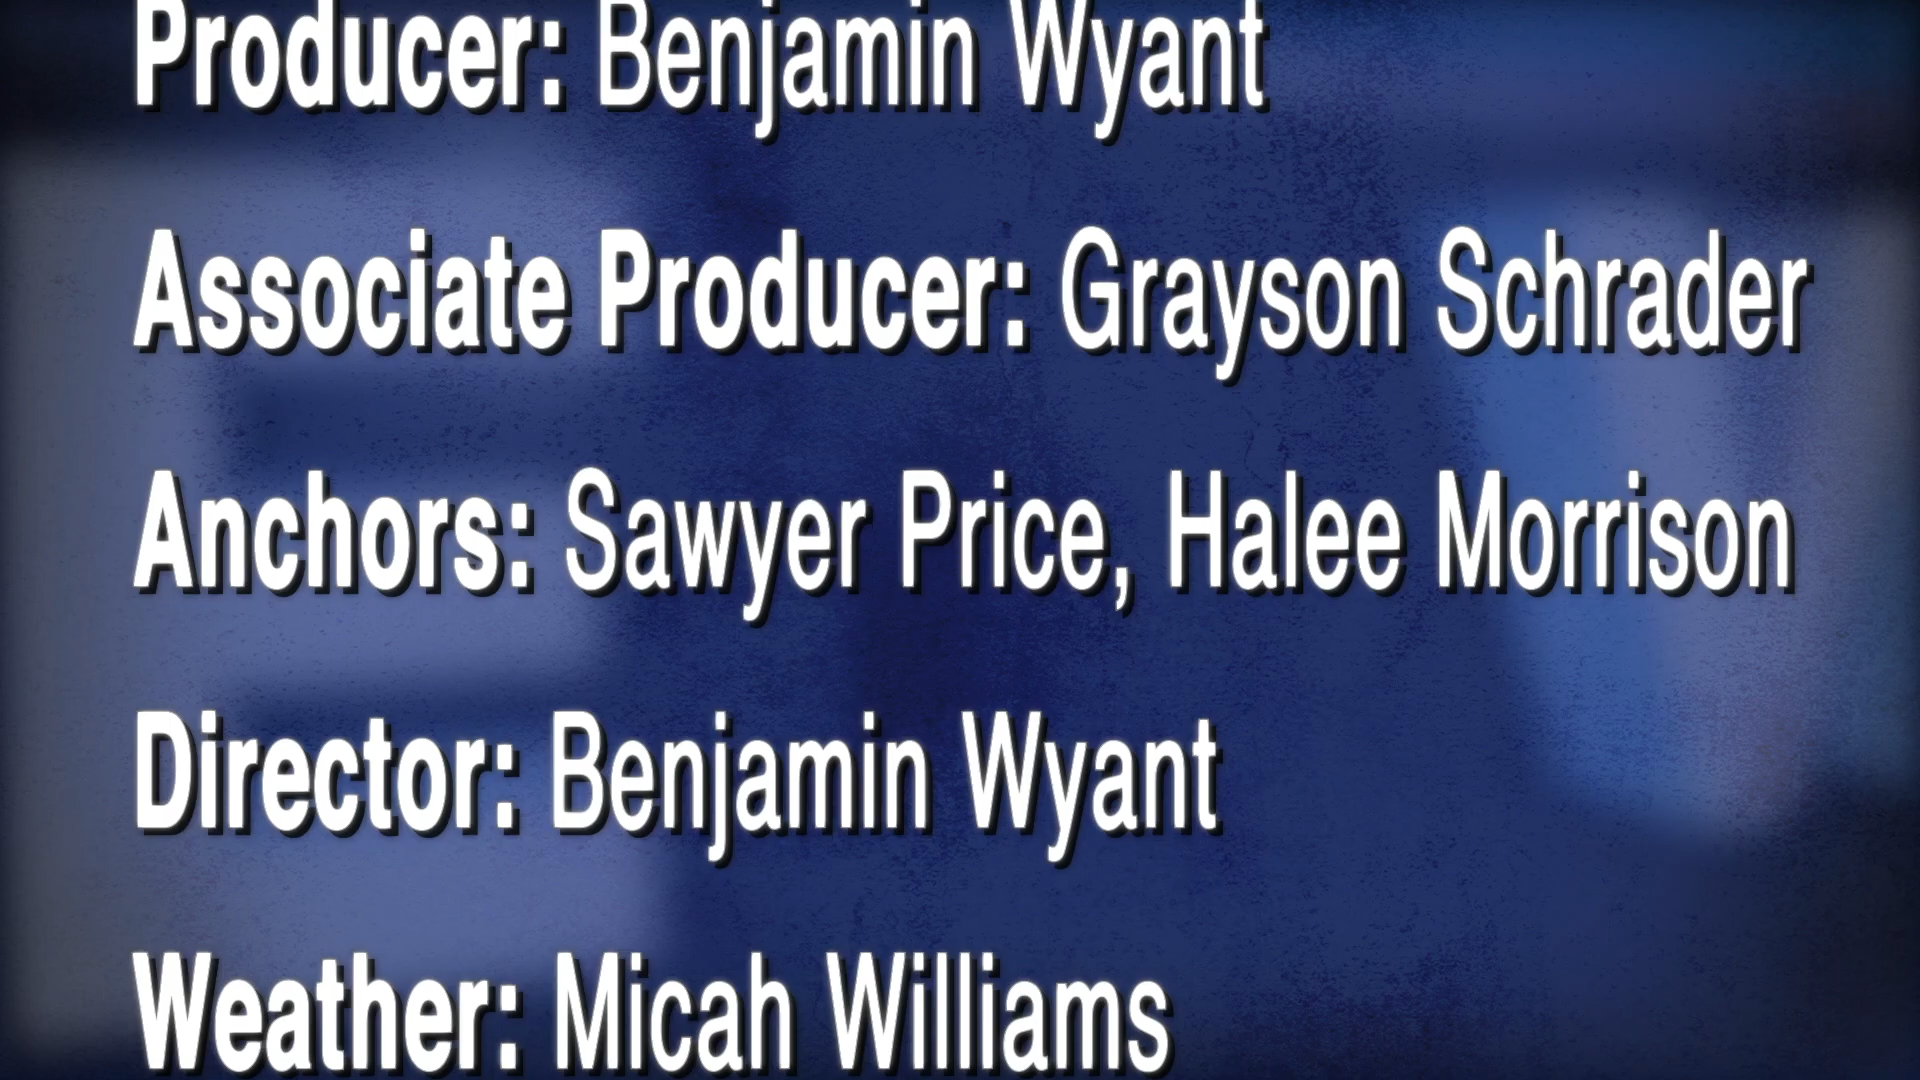 Producer: Benjamin Wyant
Associate Producer: Grayson Schrader
Anchors: Sawyer Price, Halee Morrison
Director: Benjamin Wyant
Weather: Micah Williams